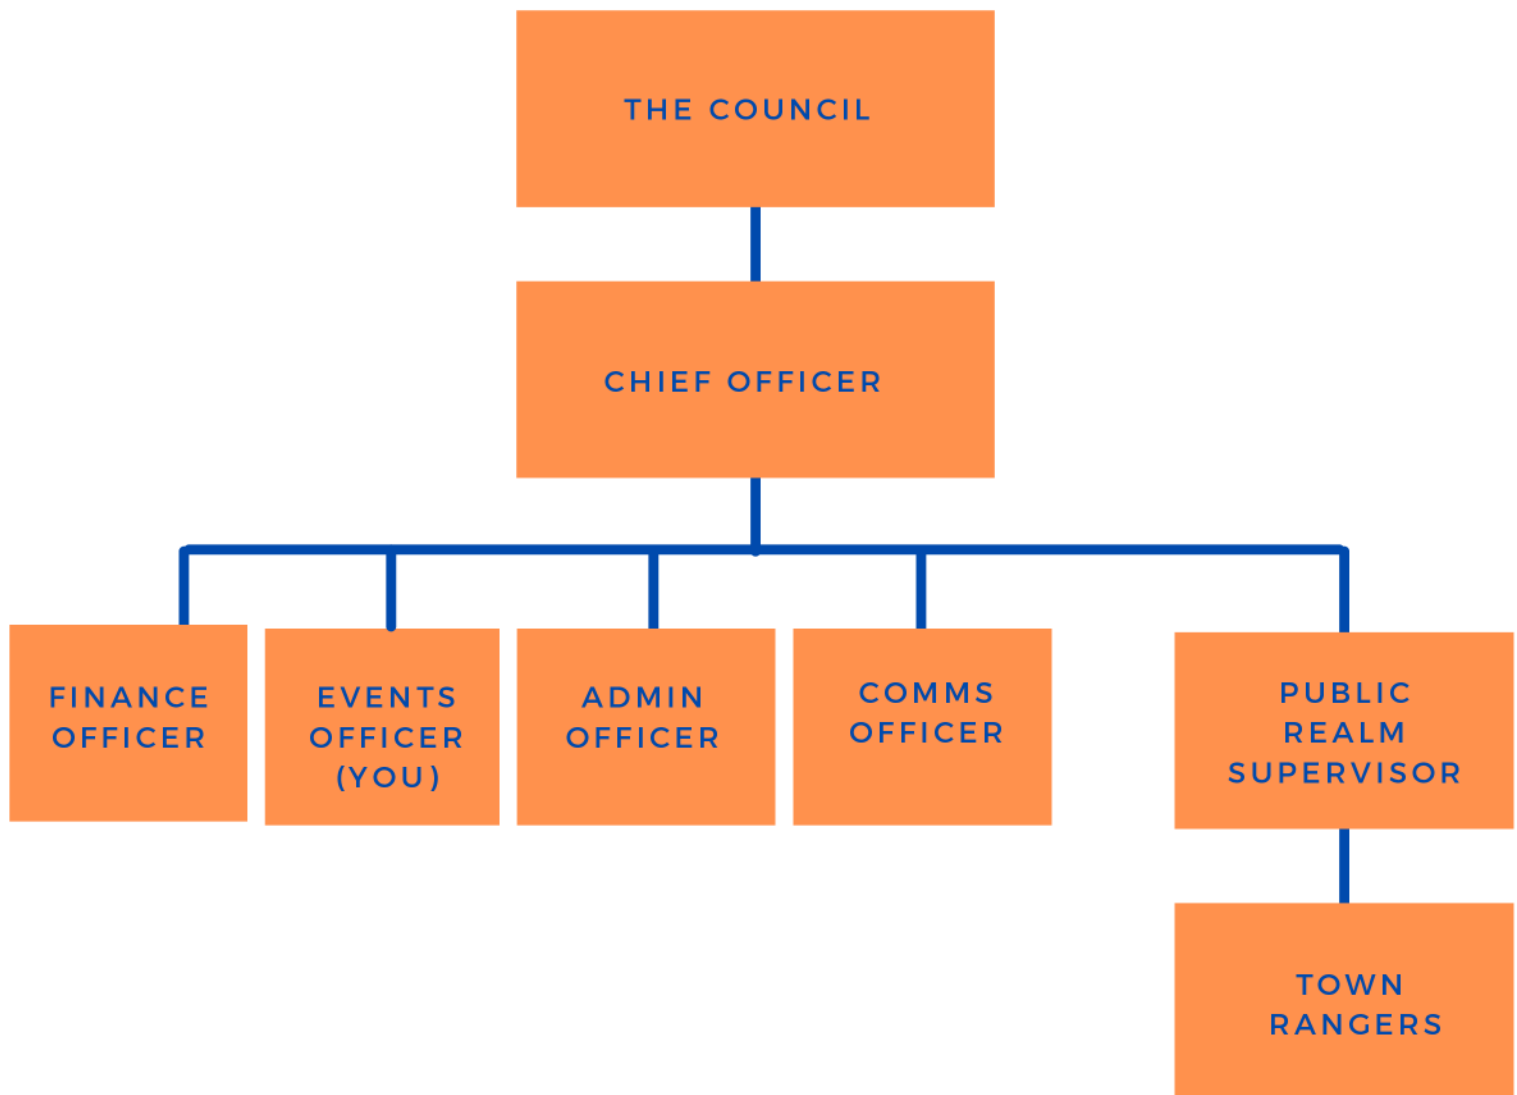 THE COUNCIL
CHIEF OFFICER
FINANCE
OFFICER
EVENTS
OFFICER
(YOU)
ADMIN
OFFICER
COMMS
OFFICER
PUBLIC
REALM
SUPERVISOR
TOWN
RANGERS